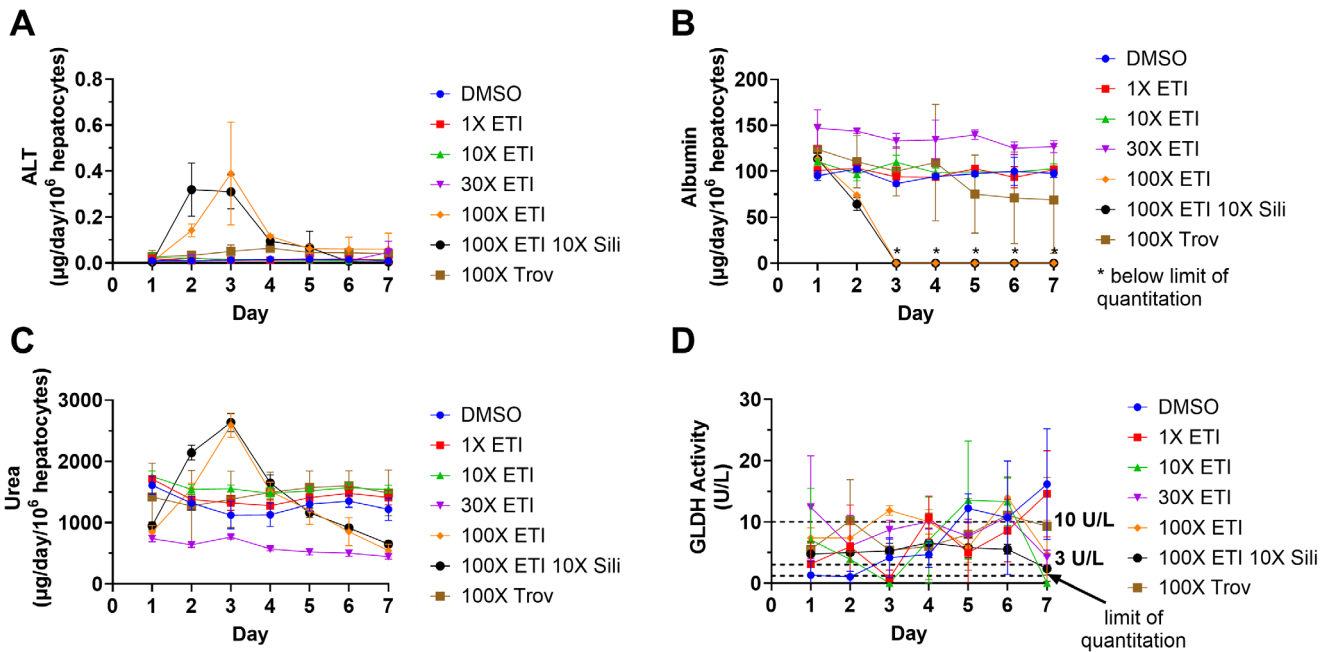 A
ALT
(µg/day/10⁶ hepatocytes)
0.8
0.6
0.4
0.2
0.0
0 1 2 3 4 5 6 7
Day
DMSO
1X ETI
10X ETI
30X ETI
100X ETI
100X ETI 10X Sili
100X Trov
B
Albumin
(µg/day/10⁶ hepatocytes)
200
150
100
50
0
* * * * *
0 1 2 3 4 5 6 7
Day
DMSO
1X ETI
10X ETI
30X ETI
100X ETI
100X ETI 10X Sili
100X Trov
* below limit of
quantitation
C
Urea
(µg/day/10⁶ hepatocytes)
3000
2000
1000
0
0 1 2 3 4 5 6 7
Day
DMSO
1X ETI
10X ETI
30X ETI
100X ETI
100X ETI 10X Sili
100X Trov
D
GLDH Activity
(U/L)
30
20
10
0
10 U/L
3 U/L
0 1 2 3 4 5 6 7
Day
DMSO
1X ETI
10X ETI
30X ETI
100X ETI
100X ETI 10X Sili
100X Trov
limit of
quantitation